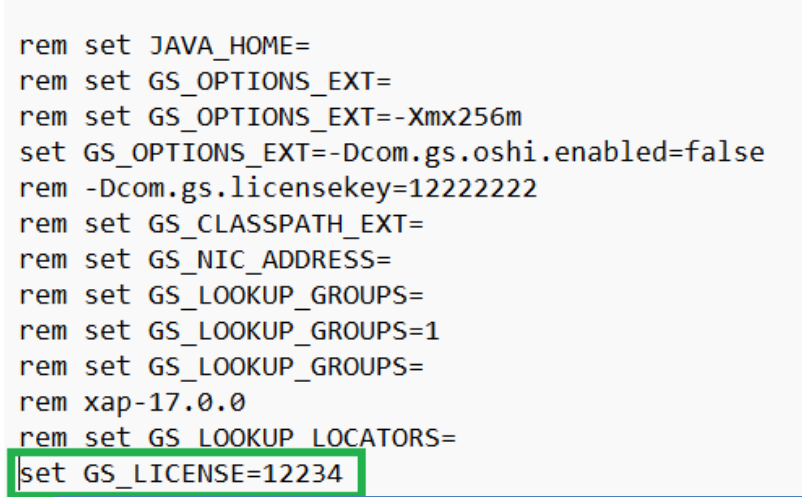 rem set JAVA_HOME=
rem set GS_OPTIONS_EXT=
rem set GS_OPTIONS_EXT=-Xmx256m
set GS_OPTIONS_EXT=-Dcom.gs.oshi.enabled=false
rem -Dcom.gs.licensekey=12222222
rem set GS_CLASSPATH_EXT=
rem set GS_NIC_ADDRESS=
rem set GS_LOOKUP_GROUPS=
rem set GS_LOOKUP_GROUPS=1
rem set GS_LOOKUP_GROUPS=
rem xap-17.0.0
rem set GS_LOOKUP_LOCATORS=
set GS_LICENSE=12234